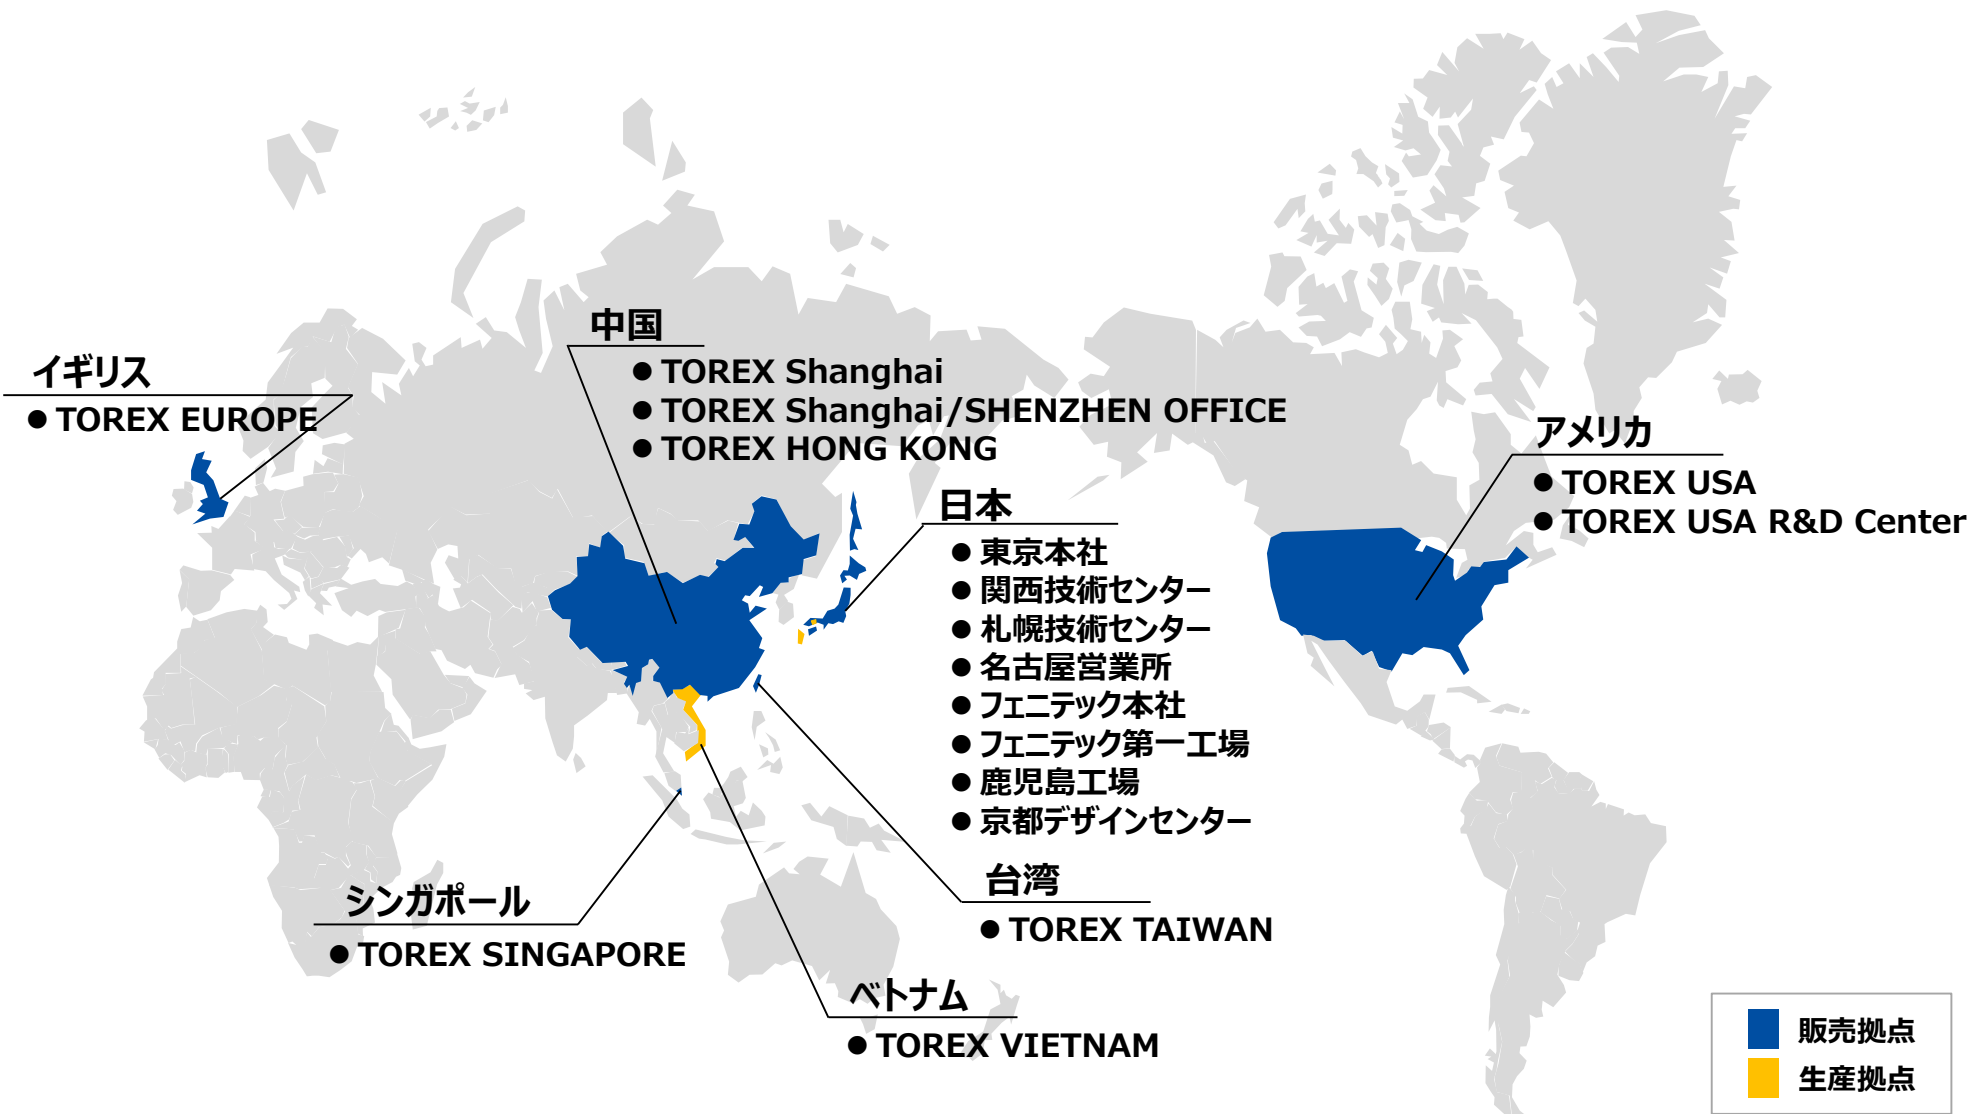 中国
● TOREX Shanghai
● TOREX Shanghai/SHENZHEN OFFICE
● TOREX HONG KONG
イギリス
● TOREX EUROPE
アメリカ
● TOREX USA
● TOREX USA R&D Center
日本
● 東京本社
● 関西技術センター
● 札幌技術センター
● 名古屋営業所
● フェニテック本社
● フェニテック第一工場
● 鹿児島工場
● 京都デザインセンター
台湾
● TOREX TAIWAN
シンガポール
● TOREX SINGAPORE
ベトナム
● TOREX VIETNAM
販売拠点
生産拠点